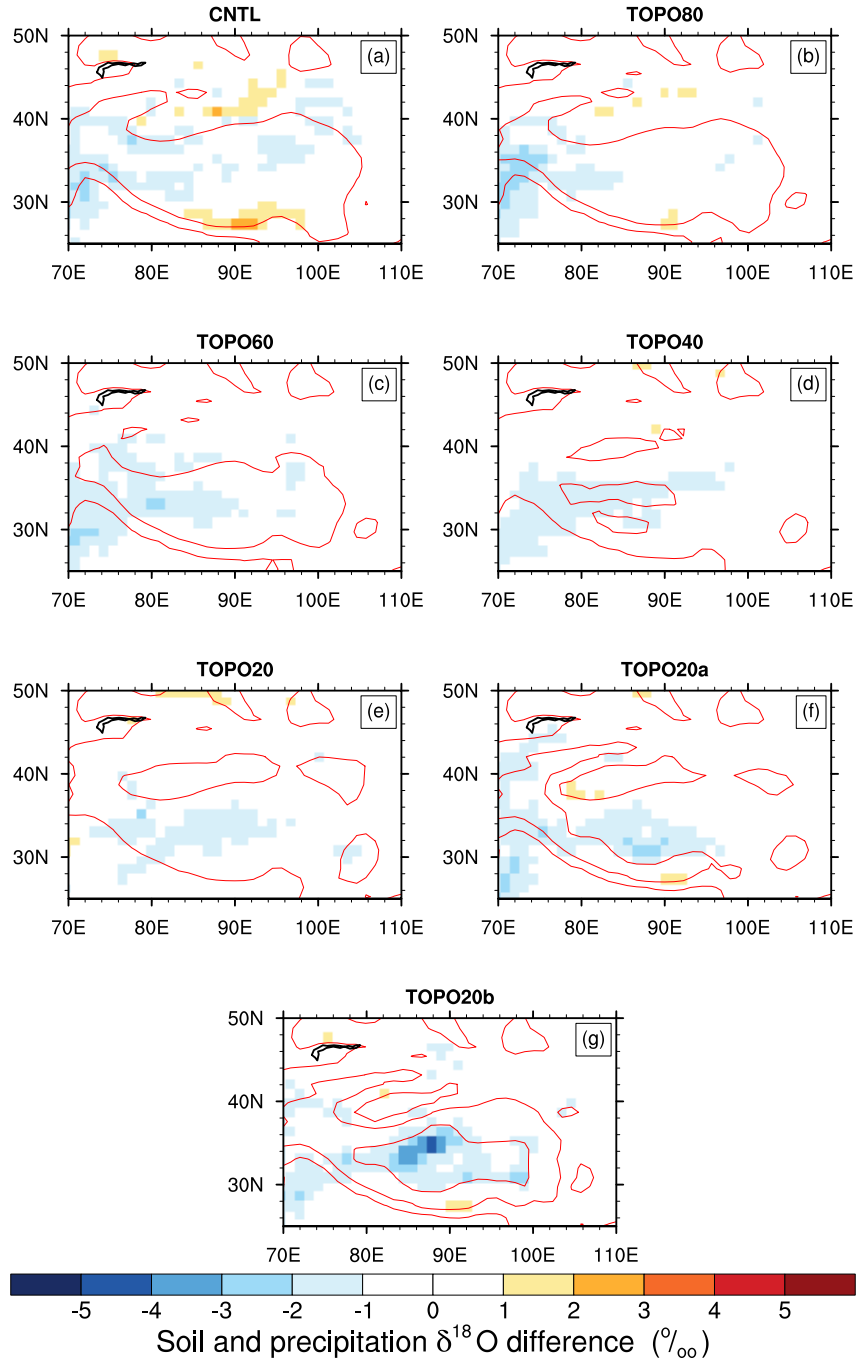 CNTL
TOPO80
50N
40N
30N
(a)
70E 80E 90E 100E 110E
50N
40N
30N
(b)
70E 80E 90E 100E 110E
TOPO60
TOPO40
50N
40N
30N
(c)
70E 80E 90E 100E 110E
50N
40N
30N
(d)
70E 80E 90E 100E 110E
TOPO20
TOPO20a
50N
40N
30N
(e)
70E 80E 90E 100E 110E
50N
40N
30N
(f)
70E 80E 90E 100E 110E
TOPO20b
50N
40N
30N
(g)
70E 80E 90E 100E 110E
-5 -4 -3 -2 -1 0 1 2 3 4 5
Soil and precipitation δ¹⁸O difference (º/ₒₒ)